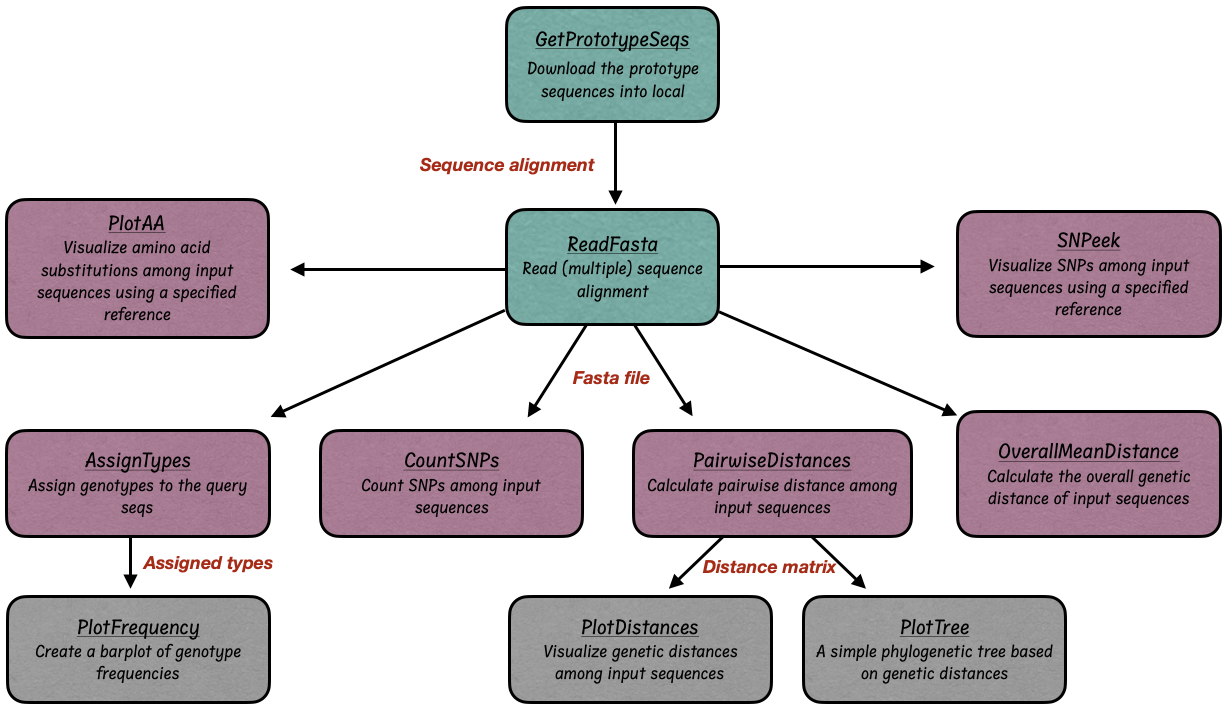 GetPrototypeSeqs
Download the prototype
sequences into local
Sequence alignment
PlotAA
Visualize amino acid
substitutions among input
sequences using a specified
reference
ReadFasta
Read (multiple) sequence
alignment
SNPeek
Visualize SNPs among input
sequences using a specified
reference
Fasta file
AssignTypes
Assign genotypes to the query
seqs
CountSNPs
Count SNPs among input
sequences
PairwiseDistances
Calculate pairwise distance among
input sequences
OverallMeanDistance
Calculate the overall genetic
distance of input sequences
Assigned types
Distance matrix
PlotFrequency
Create a barplot of genotype
frequencies
PlotDistances
Visualize genetic distances
among input sequences
PlotTree
A simple phylogenetic tree based
on genetic distances